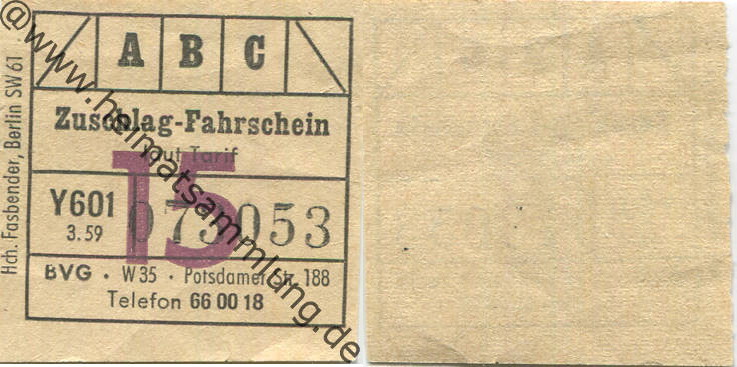 A B C
Zuschlag-Fahrschein
laut Tarif
15
Y601
3.59
073053
BVG · W 35 · Potsdamer Str. 188
Telefon 66 00 18
Hch. Fasbender, Berlin SW 61
@www.heimatsammlung.de